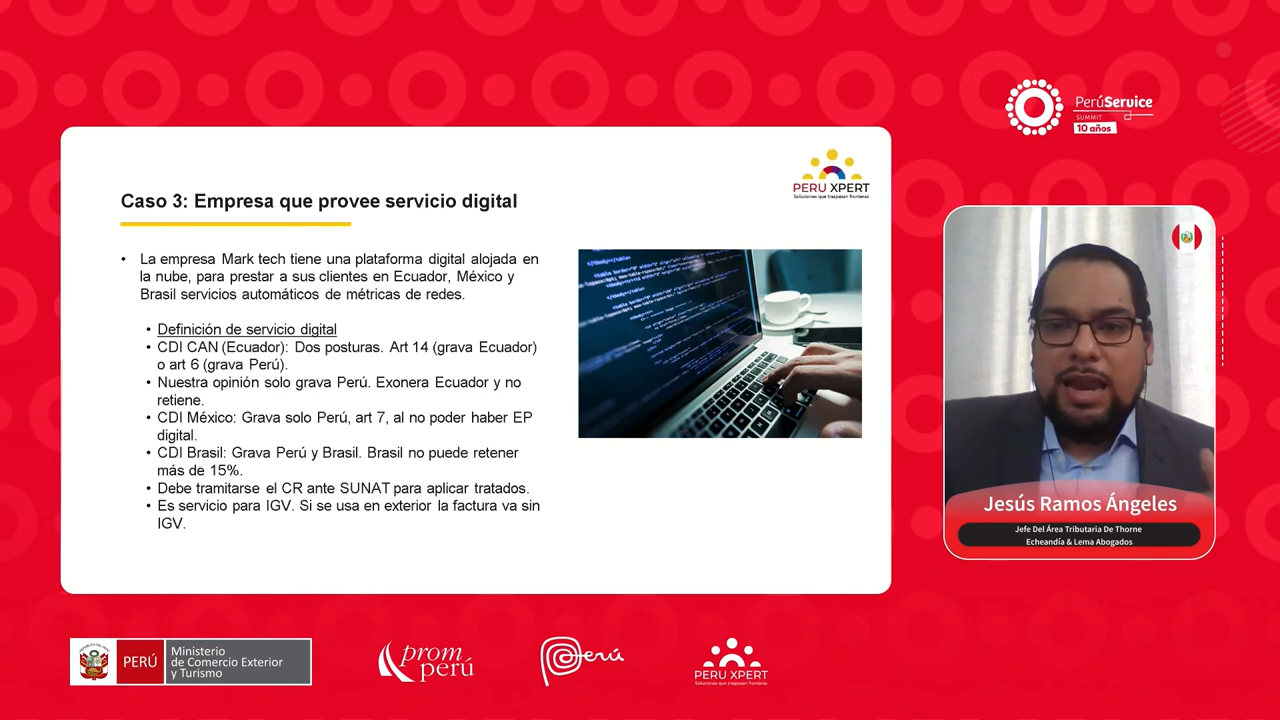 PerúService
SUMMIT
10 años
PERU XPERT
Soluciones que traspasan fronteras
Caso 3: Empresa que provee servicio digital
• La empresa Mark tech tiene una plataforma digital alojada en
la nube, para prestar a sus clientes en Ecuador, México y
Brasil servicios automáticos de métricas de redes.
• Definición de servicio digital
• CDI CAN (Ecuador): Dos posturas. Art 14 (grava Ecuador)
o art 6 (grava Perú).
• Nuestra opinión solo grava Perú. Exonera Ecuador y no
retiene.
• CDI México: Grava solo Perú, art 7, al no poder haber EP
digital.
• CDI Brasil: Grava Perú y Brasil. Brasil no puede retener
más de 15%.
• Debe tramitarse el CR ante SUNAT para aplicar tratados.
• Es servicio para IGV. Si se usa en exterior la factura va sin
IGV.
Jesús Ramos Ángeles
Jefe Del Área Tributaria De Thorne
Echeandía & Lema Abogados
PERÚ
Ministerio
de Comercio Exterior
y Turismo
prom
perú
Perú
PERU XPERT
Soluciones que traspasan fronteras